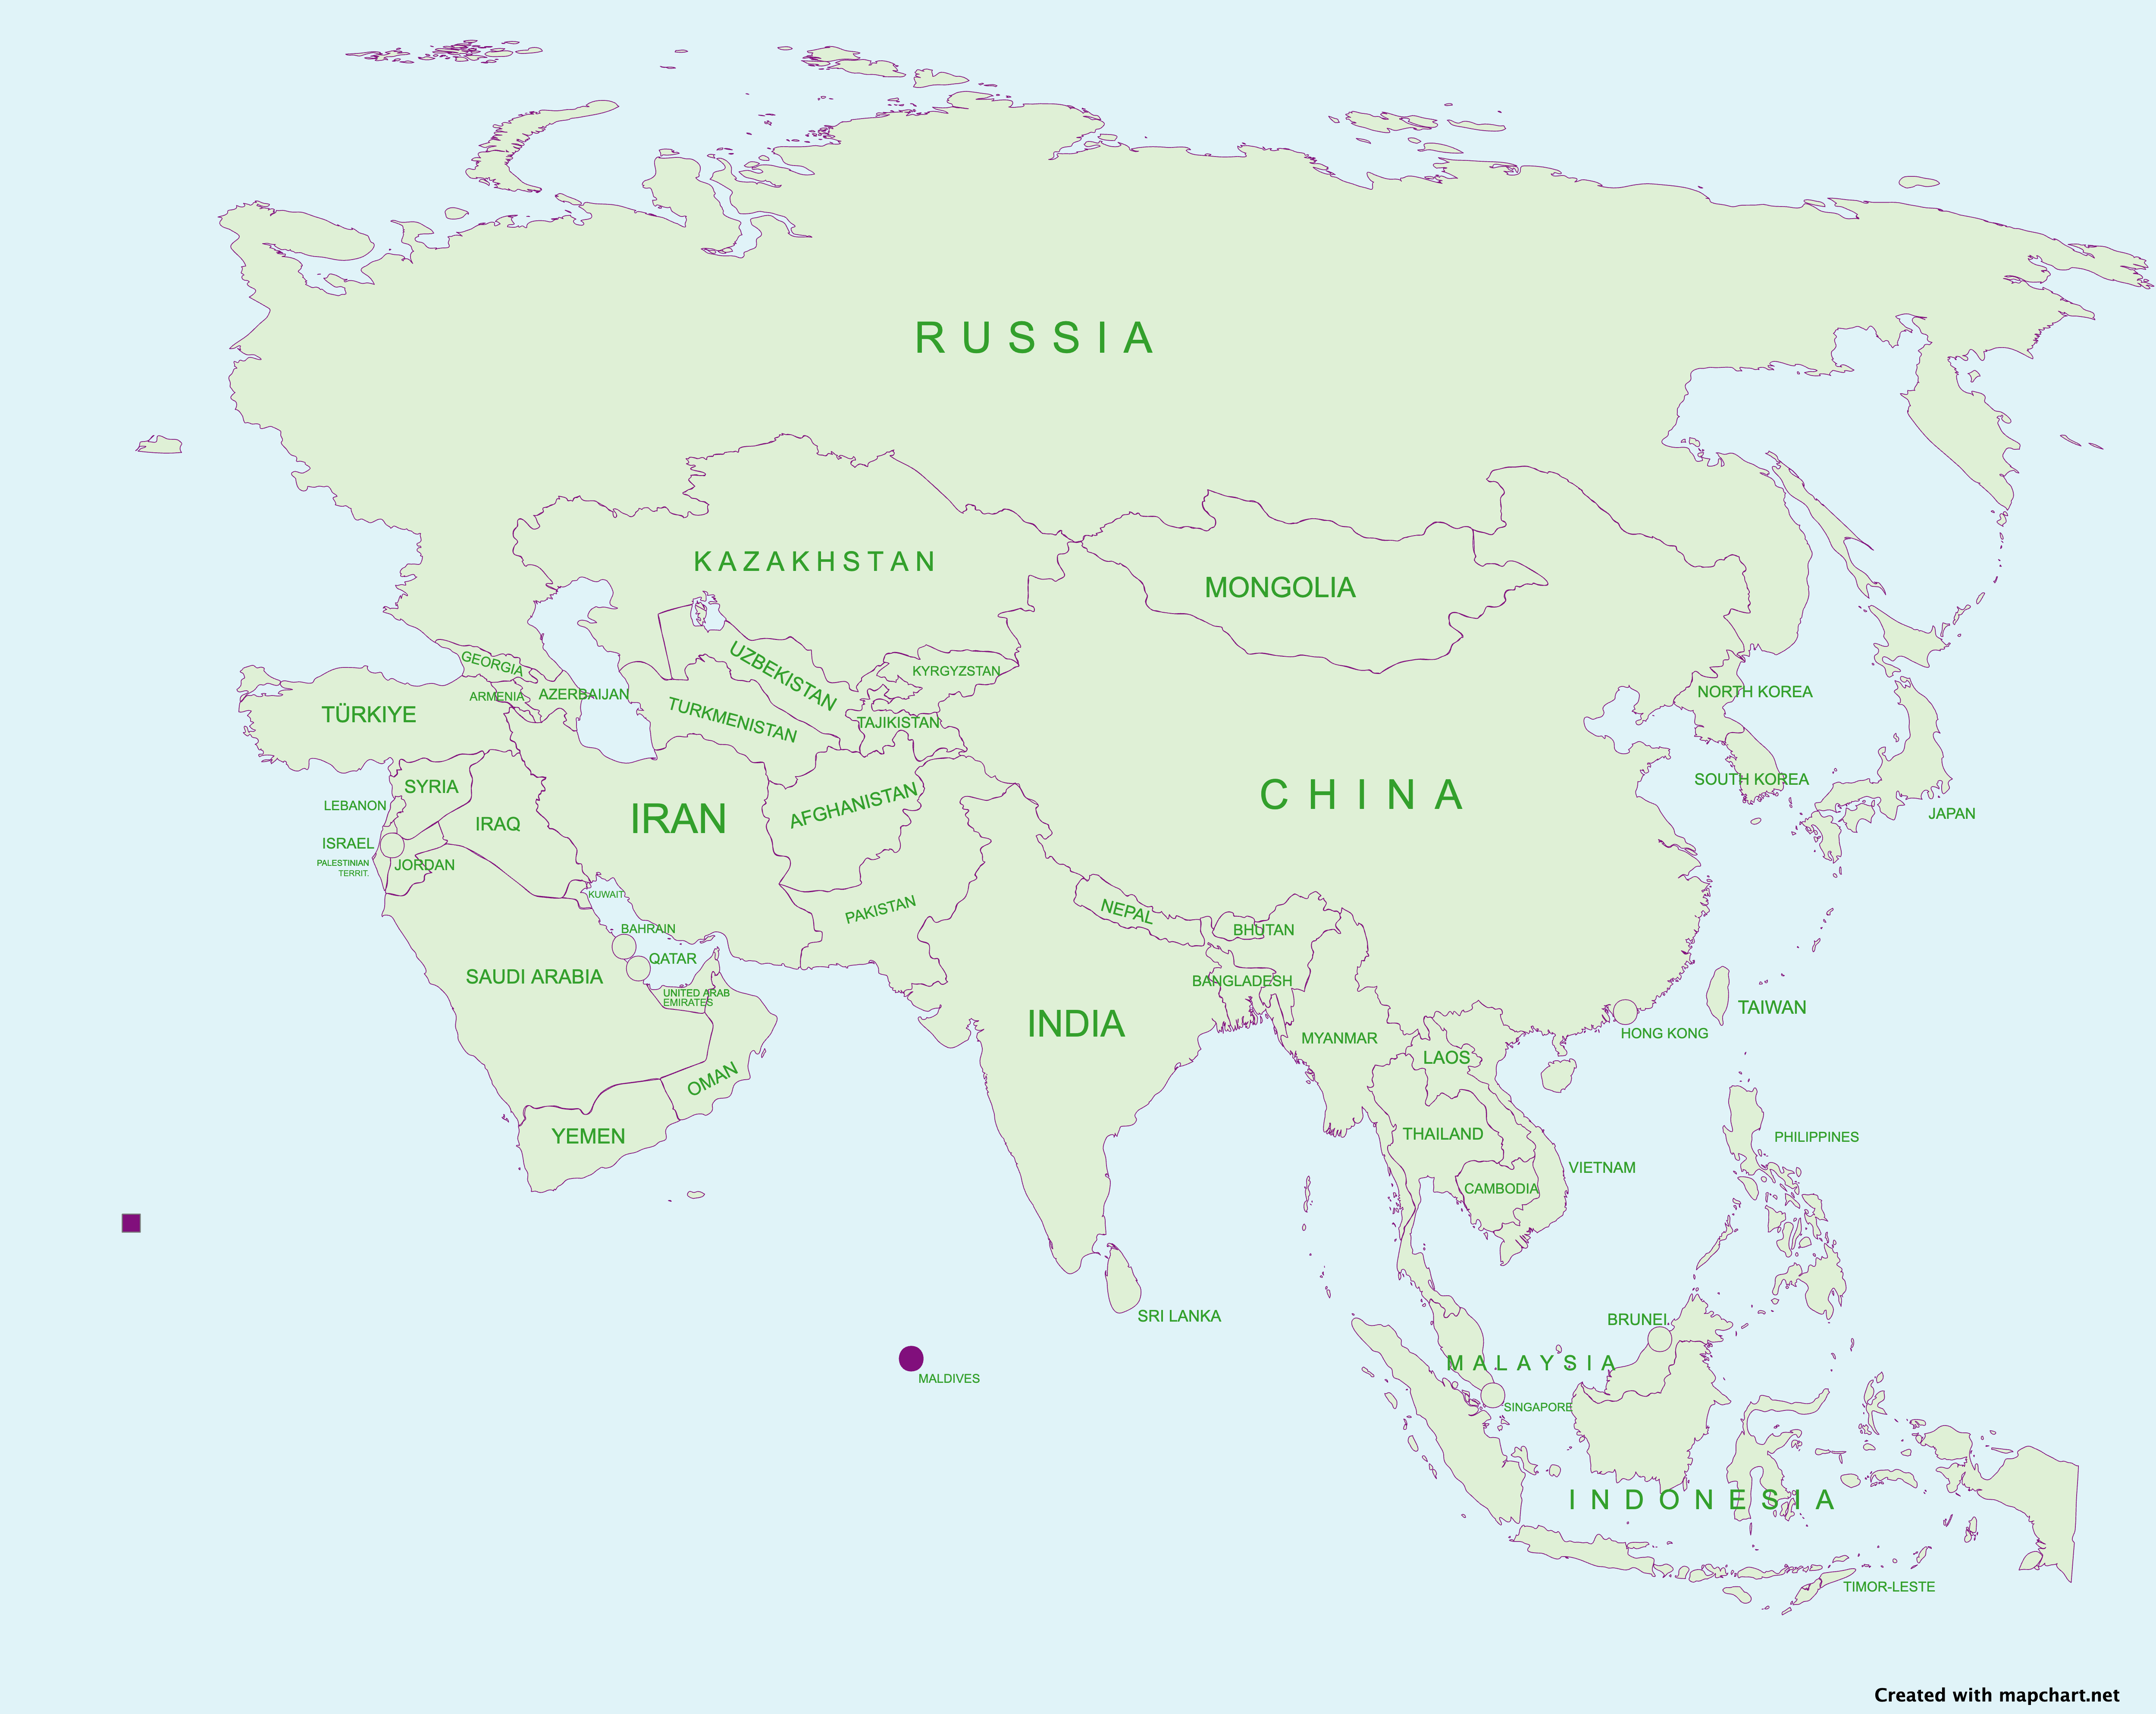 RUSSIA
KAZAKHSTAN
MONGOLIA
GEORGIA
UZBEKISTAN
KYRGYZSTAN
ARMENIA
AZERBAIJAN
NORTH KOREA
TÜRKIYE
TURKMENISTAN
TAJIKISTAN
SYRIA
SOUTH KOREA
CHINA
LEBANON
AFGHANISTAN
IRAN
JAPAN
IRAQ
ISRAEL
PALESTINIAN
TERRIT.
JORDAN
KUWAIT
PAKISTAN
NEPAL
BAHRAIN
BHUTAN
QATAR
SAUDI ARABIA
BANGLADESH
UNITED ARAB
EMIRATES
TAIWAN
INDIA
HONG KONG
MYANMAR
LAOS
OMAN
YEMEN
THAILAND
PHILIPPINES
VIETNAM
CAMBODIA
SRI LANKA
BRUNEI
MALAYSIA
MALDIVES
SINGAPORE
INDONESIA
TIMOR-LESTE
Created with mapchart.net